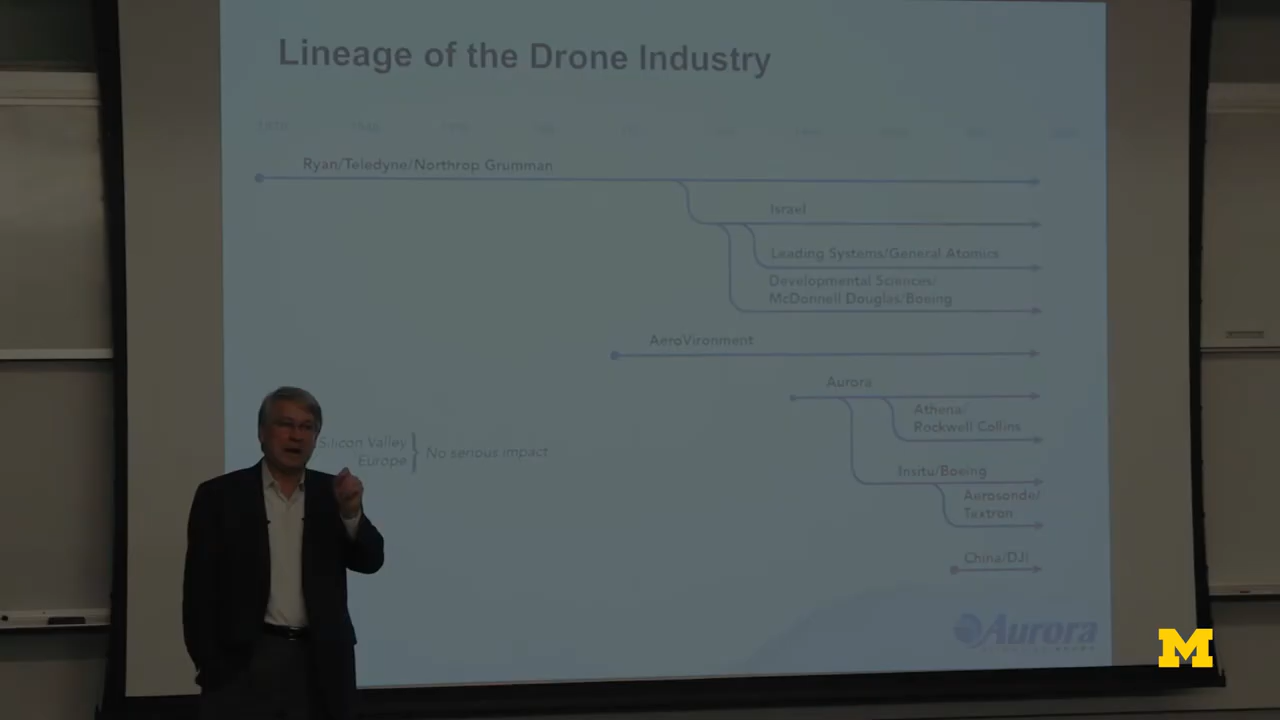 Lineage of the Drone Industry
Ryan/Teledyne/Northrop Grumman
Israel
Leading Systems/General Atomics
Developmental Sciences/
McDonnell Douglas/Boeing
AeroVironment
Aurora
Athena/
Rockwell Collins
Silicon Valley
Europe
No serious impact
Insitu/Boeing
Aerosonde/
Textron
China/DJI
Aurora
M